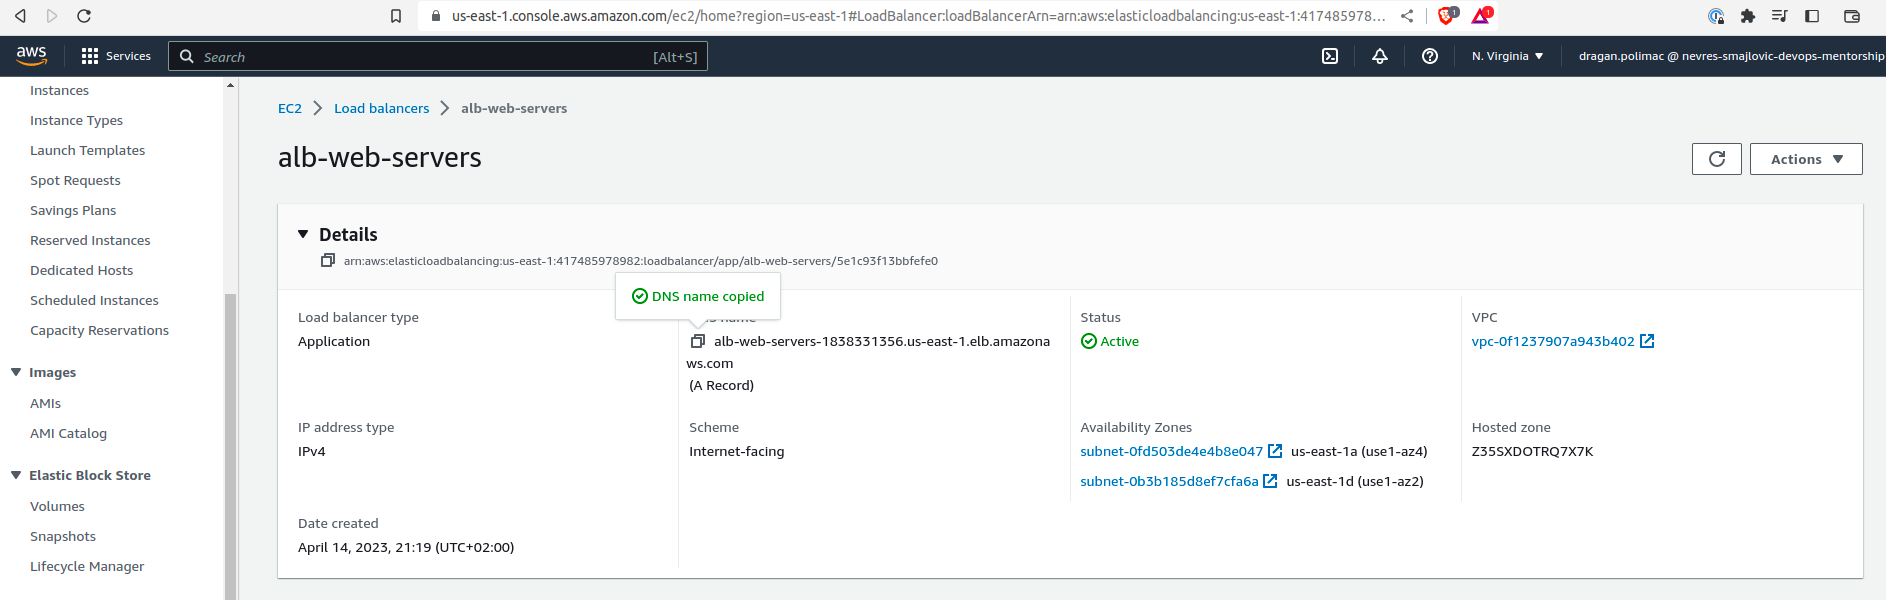 us-east-1.console.aws.amazon.com/ec2/home?region=us-east-1#LoadBalancer:loadBalancerArn=arn:aws:elasticloadbalancing:us-east-1:417485978...
1
1
aws
Services
Search
[Alt+S]
N. Virginia
dragan.polimac @ nevres-smajlovic-devops-mentorship
Instances
Instance Types
Launch Templates
Spot Requests
Savings Plans
Reserved Instances
Dedicated Hosts
Scheduled Instances
Capacity Reservations
Images
AMIs
AMI Catalog
Elastic Block Store
Volumes
Snapshots
Lifecycle Manager
EC2
Load balancers
alb-web-servers
alb-web-servers
Actions
Details
arn:aws:elasticloadbalancing:us-east-1:417485978982:loadbalancer/app/alb-web-servers/5e1c93f13bbfefe0
DNS name copied
Load balancer type
Application
name
alb-web-servers-1838331356.us-east-1.elb.amazona
ws.com
(A Record)
Status
Active
VPC
vpc-0f1237907a943b402
IP address type
IPv4
Scheme
Internet-facing
Availability Zones
subnet-0fd503de4e4b8e047 us-east-1a (use1-az4)
subnet-0b3b185d8ef7cfa6a us-east-1d (use1-az2)
Hosted zone
Z35SXDOTRQ7X7K
Date created
April 14, 2023, 21:19 (UTC+02:00)